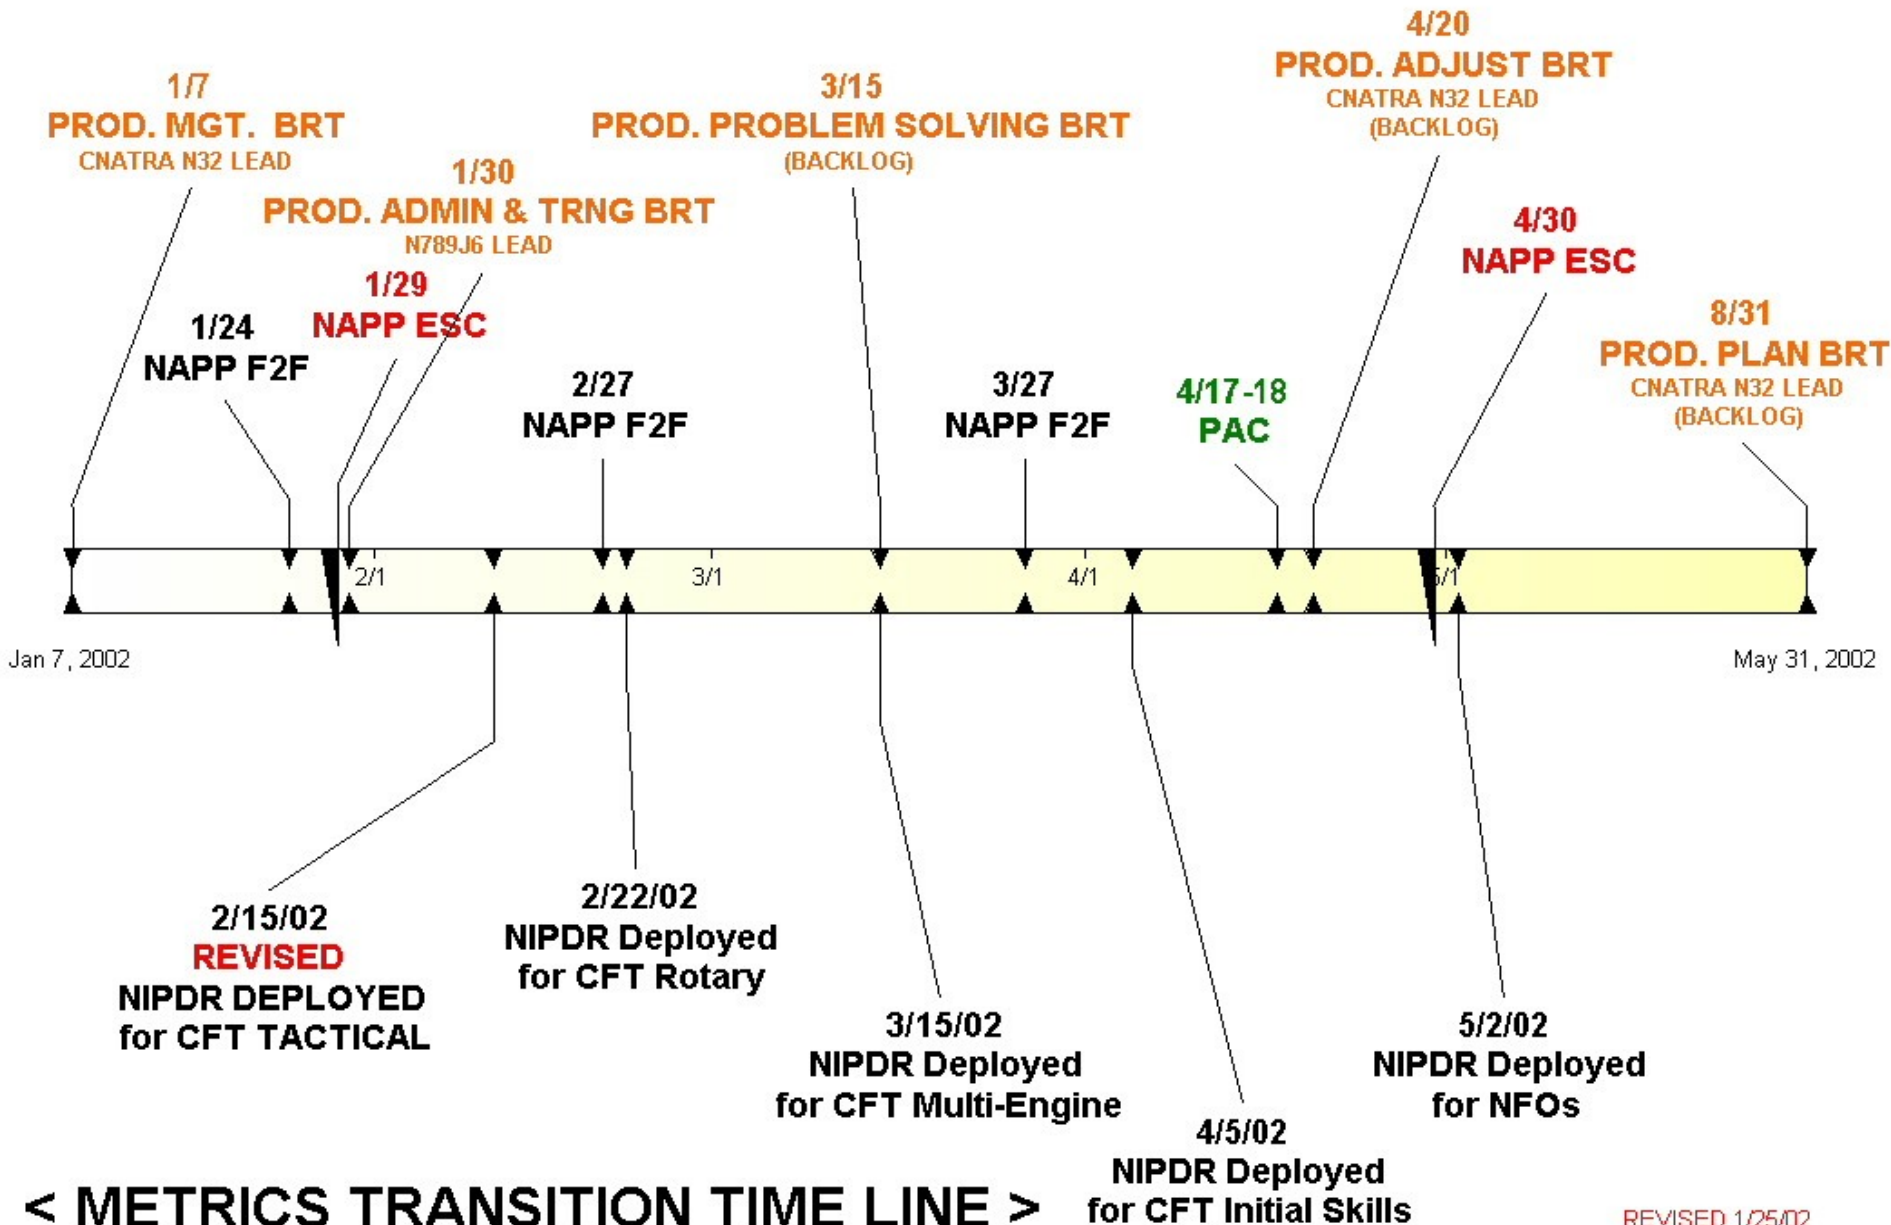 1/7
PROD. MGT. BRT
CNATRA N32 LEAD
1/30
PROD. ADMIN & TRNG BRT
N789J6 LEAD
1/24
NAPP F2F
1/29
NAPP ESC
2/27
NAPP F2F
3/15
PROD. PROBLEM SOLVING BRT
(BACKLOG)
3/27
NAPP F2F
4/17-18
PAC
4/20
PROD. ADJUST BRT
CNATRA N32 LEAD
(BACKLOG)
4/30
NAPP ESC
8/31
PROD. PLAN BRT
CNATRA N32 LEAD
(BACKLOG)
2/1
3/1
4/1
5/1
Jan 7, 2002
May 31, 2002
2/15/02
REVISED
NIPDR DEPLOYED
for CFT TACTICAL
2/22/02
NIPDR Deployed
for CFT Rotary
3/15/02
NIPDR Deployed
for CFT Multi-Engine
4/5/02
NIPDR Deployed
for CFT Initial Skills
5/2/02
NIPDR Deployed
for NFOs
< METRICS TRANSITION TIME LINE >
REVISED 1/25/02